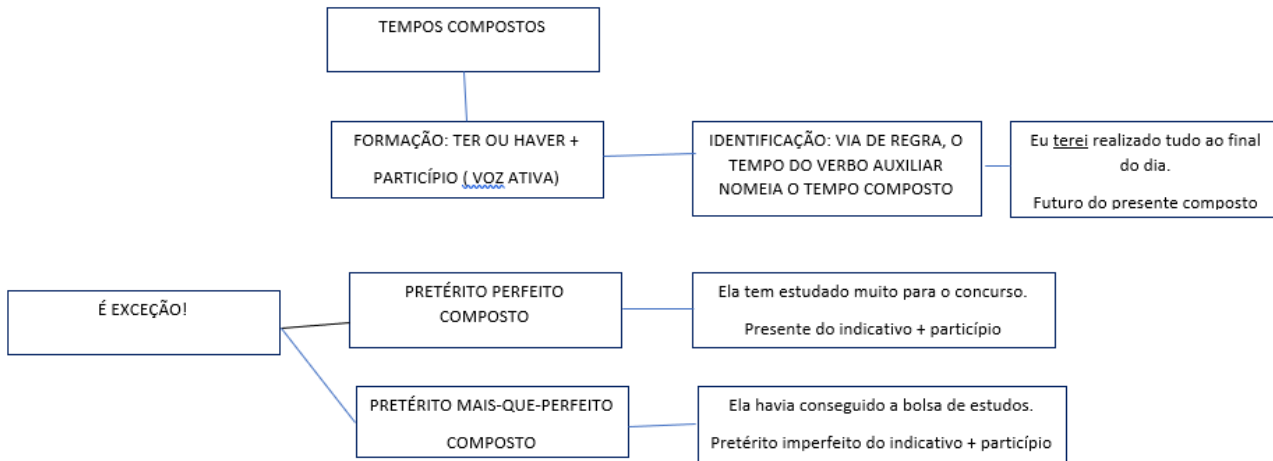 TEMPOS COMPOSTOS
FORMAÇÃO: TER OU HAVER +
PARTICÍPIO ( VOZ ATIVA)
IDENTIFICAÇÃO: VIA DE REGRA, O
TEMPO DO VERBO AUXILIAR
NOMEIA O TEMPO COMPOSTO
Eu terei realizado tudo ao final
do dia.
Futuro do presente composto
É EXCEÇÃO!
PRETÉRITO PERFEITO
COMPOSTO
Ela tem estudado muito para o concurso.
Presente do indicativo + particípio
PRETÉRITO MAIS-QUE-PERFEITO
COMPOSTO
Ela havia conseguido a bolsa de estudos.
Pretérito imperfeito do indicativo + particípio